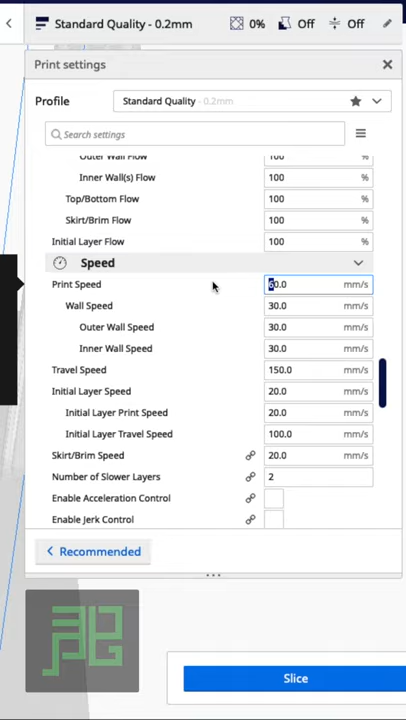 Standard Quality - 0.2mm 0% Off Off
Print settings
Profile Standard Quality - 0.2mm
Search settings
Outer Wall Flow 100 %
Inner Wall(s) Flow 100 %
Top/Bottom Flow 100 %
Skirt/Brim Flow 100 %
Initial Layer Flow 100 %
Speed
Print Speed 60.0 mm/s
Wall Speed 30.0 mm/s
Outer Wall Speed 30.0 mm/s
Inner Wall Speed 30.0 mm/s
Travel Speed 150.0 mm/s
Initial Layer Speed 20.0 mm/s
Initial Layer Print Speed 20.0 mm/s
Initial Layer Travel Speed 100.0 mm/s
Skirt/Brim Speed 20.0 mm/s
Number of Slower Layers 2
Enable Acceleration Control
Enable Jerk Control
Recommended
Slice